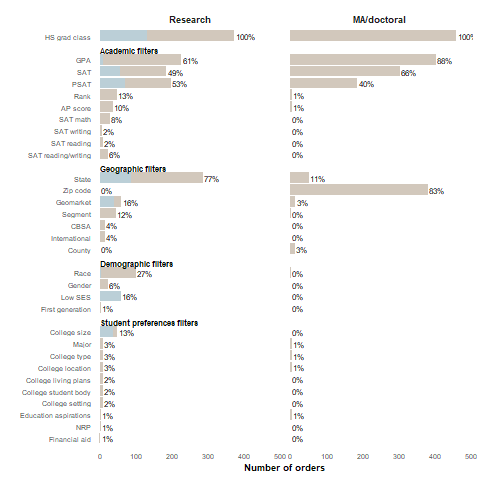 Research MA/doctoral
HS grad class 100% 100%
Academic filters
GPA 61% 88%
SAT 49% 66%
PSAT 53% 40%
Rank 13% 1%
AP score 10% 1%
SAT math 8% 0%
SAT writing 2% 0%
SAT reading 2% 0%
SAT reading/writing 6% 0%
Geographic filters
State 77% 11%
Zip code 0% 83%
Geomarket 16% 3%
Segment 12% 0%
CBSA 4% 0%
International 4% 0%
County 0% 3%
Demographic filters
Race 27% 0%
Gender 6% 0%
Low SES 16% 0%
First generation 1% 0%
Student preferences filters
College size 13% 0%
Major 3% 1%
College type 3% 1%
College location 3% 1%
College living plans 2% 0%
College student body 2% 0%
College setting 2% 0%
Education aspirations 1% 1%
NRP 1% 0%
Financial aid 1% 0%
0 100 200 300 400 500 0 100 200 300 400 500
Number of orders